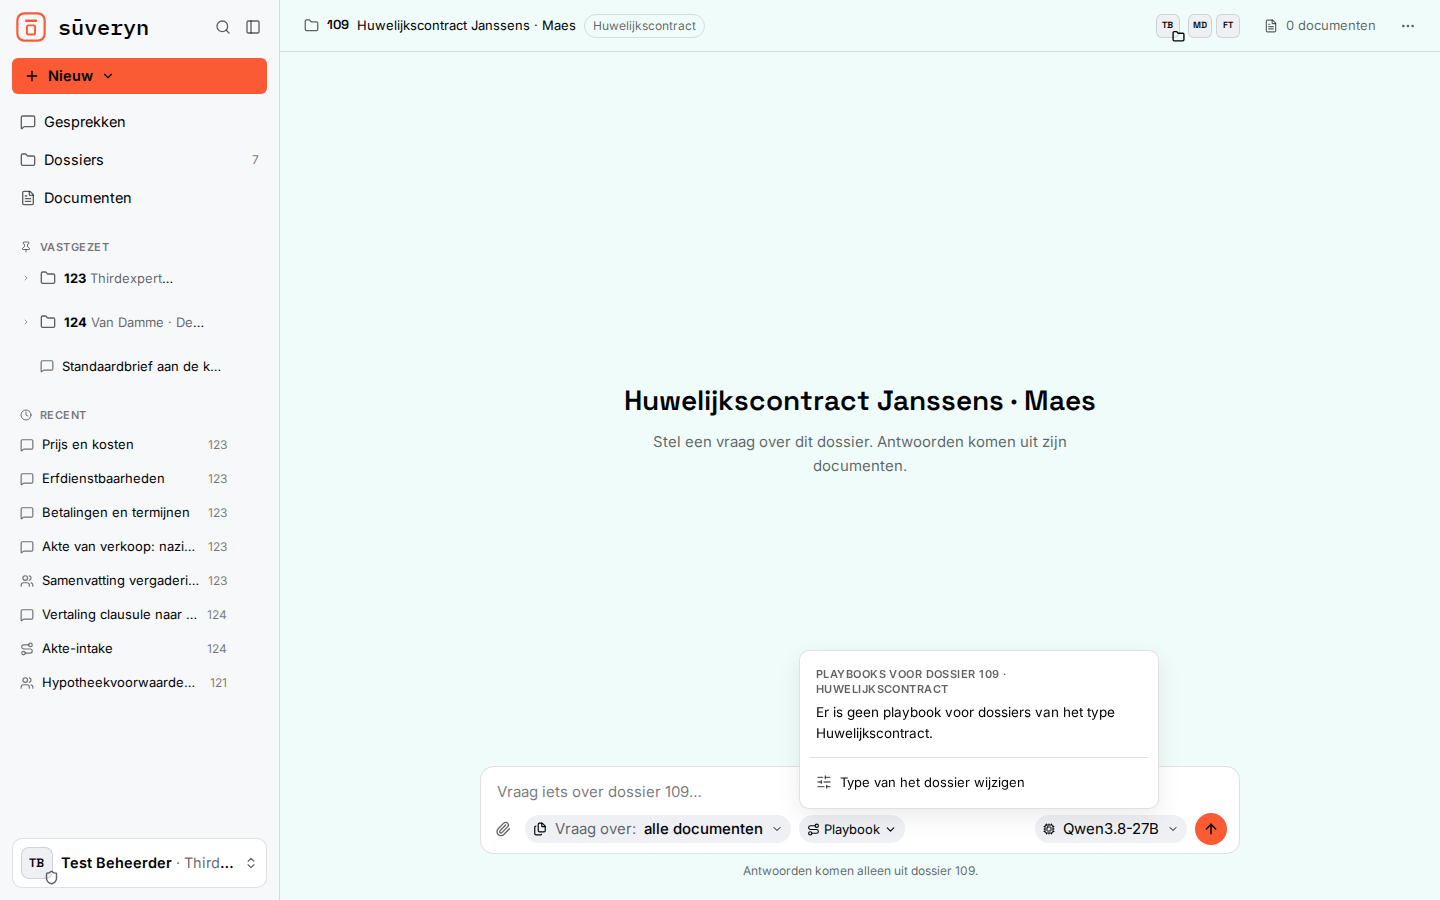 sūveryn
Nieuw
Gesprekken
Dossiers 7
Documenten
VASTGEZET
123 Thirdexpert...
124 Van Damme · De...
Standaardbrief aan de k...
RECENT
Prijs en kosten 123
Erfdienstbaarheden 123
Betalingen en termijnen 123
Akte van verkoop: nazi... 123
Samenvatting vergaderi... 123
Vertaling clausule naar ... 124
Akte-intake 124
Hypotheekvoorwaarde... 121
TB Test Beheerder · Third...
109 Huwelijkscontract Janssens · Maes Huwelijkscontract TB MD FT 0 documenten
Huwelijkscontract Janssens · Maes
Stel een vraag over dit dossier. Antwoorden komen uit zijn
documenten.
PLAYBOOKS VOOR DOSSIER 109 ·
HUWELIJKSCONTRACT
Er is geen playbook voor dossiers van het type
Huwelijkscontract.
Type van het dossier wijzigen
Vraag iets over dossier 109...
Vraag over: alle documenten Playbook Qwen3.8-27B
Antwoorden komen alleen uit dossier 109.